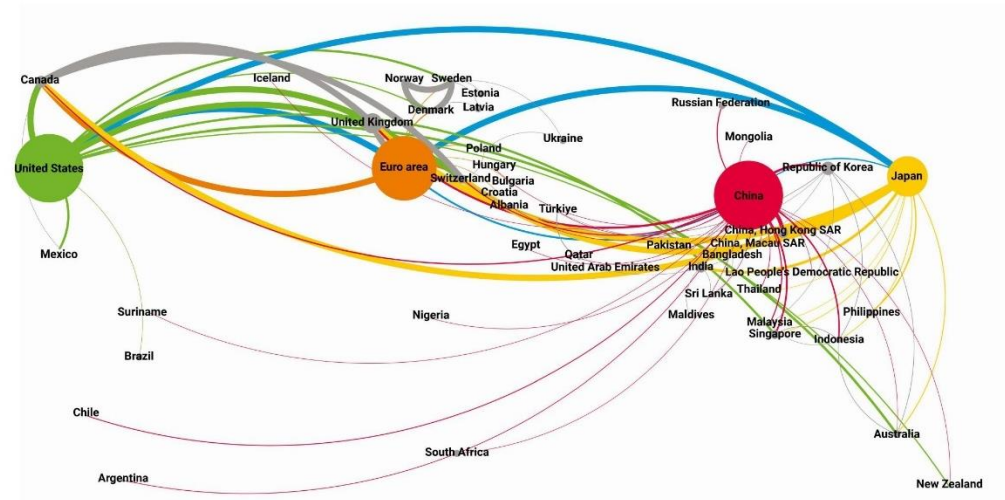 Canada
Iceland
Norway
Sweden
Estonia
Latvia
Denmark
United Kingdom
Russian Federation
Ukraine
Mongolia
Poland
United States
Euro area
Hungary
Republic of Korea
Japan
Switzerland
Bulgaria
Croatia
China
Albania
Türkiye
China, Hong Kong SAR
Egypt
Pakistan
China, Macau SAR
Mexico
Qatar
Bangladesh
United Arab Emirates
India
Lao People's Democratic Republic
Sri Lanka
Thailand
Suriname
Nigeria
Maldives
Philippines
Malaysia
Singapore
Indonesia
Brazil
Chile
Australia
South Africa
Argentina
New Zealand